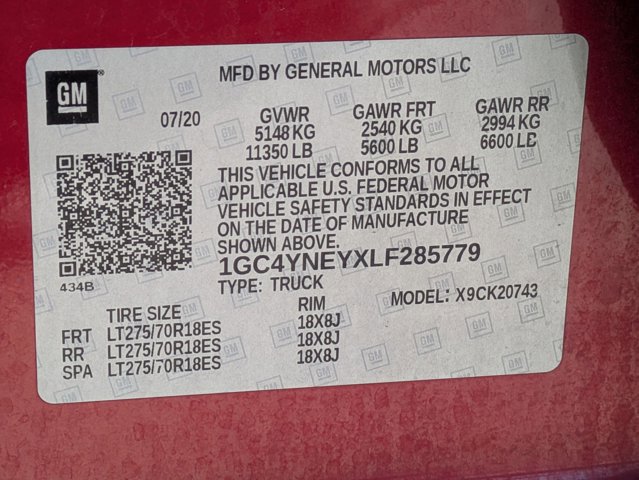 GM
MFD BY GENERAL MOTORS LLC
07/20
GVWR GAWR FRT GAWR RR
5148 KG 2540 KG 2994 KG
11350 LB 5600 LB 6600 LB
THIS VEHICLE CONFORMS TO ALL
APPLICABLE U.S. FEDERAL MOTOR
VEHICLE SAFETY STANDARDS IN EFFECT
ON THE DATE OF MANUFACTURE
SHOWN ABOVE.
1GC4YNEYXLF285779
434B
TYPE: TRUCK MODEL: X9CK20743
TIRE SIZE RIM
FRT LT275/70R18ES 18X8J
RR LT275/70R18ES 18X8J
SPA LT275/70R18ES 18X8J